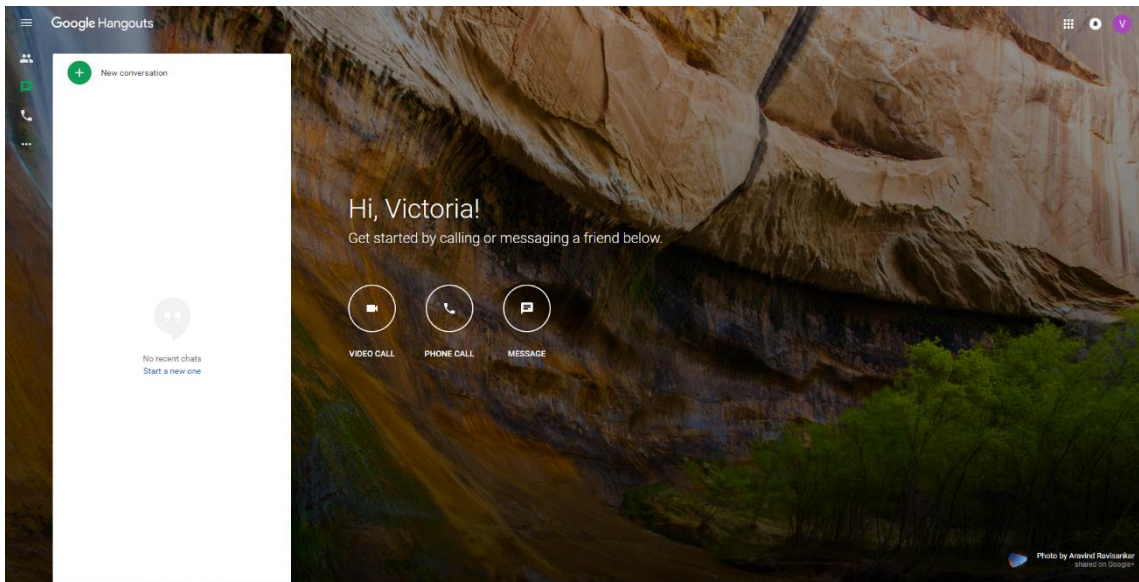 Google Hangouts
V
New conversation
Hi, Victoria!
Get started by calling or messaging a friend below.
VIDEO CALL
PHONE CALL
MESSAGE
No recent chats
Start a new one
Photo by Aravind Ravisankar
shared on Google+